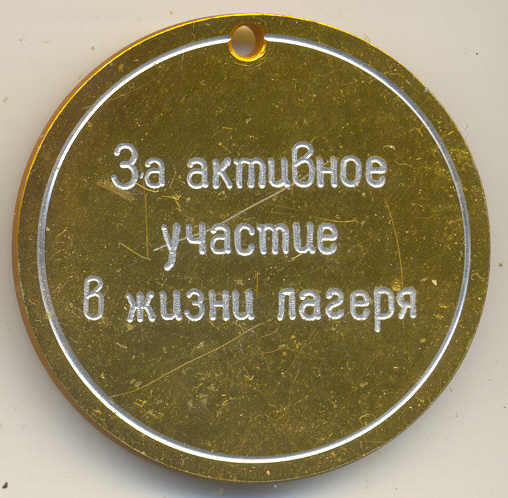 За активное
участие
в жизни лагеря